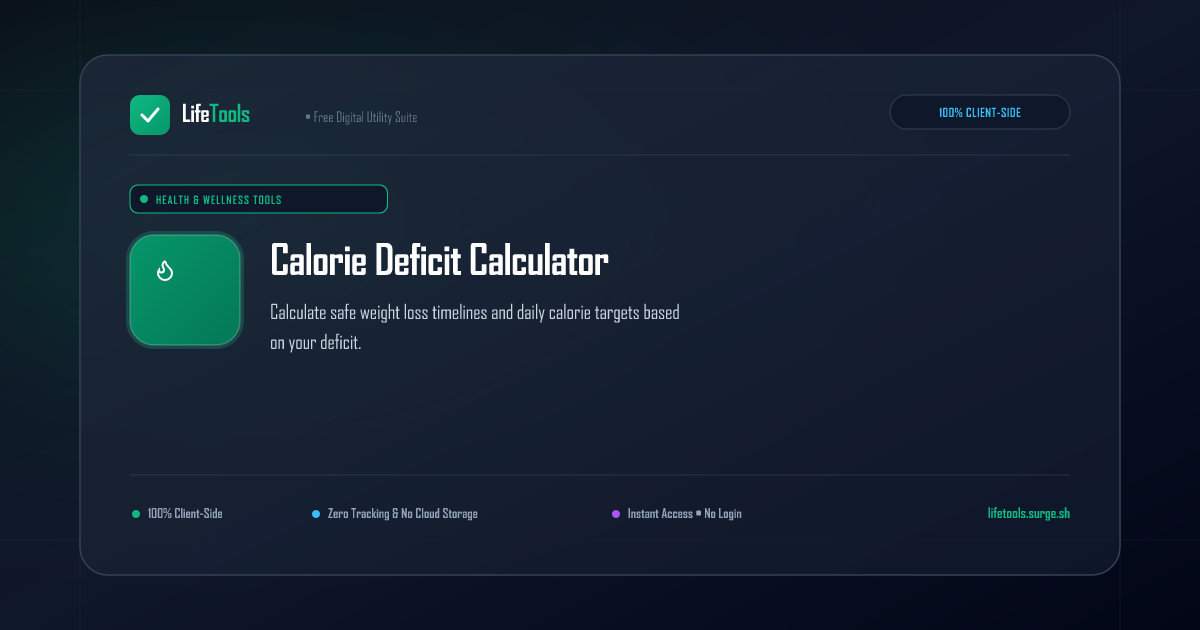 LifeTools
▪ Free Digital Utility Suite
100% CLIENT-SIDE
HEALTH & WELLNESS TOOLS
Calorie Deficit Calculator
Calculate safe weight loss timelines and daily calorie targets based
on your deficit.
100% Client-Side
Zero Tracking & No Cloud Storage
Instant Access ▪ No Login
lifetools.surge.sh